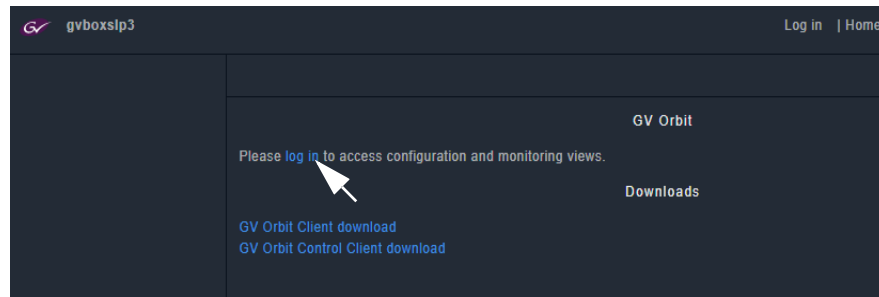 GV gvboxslp3 Log in | Home
GV Orbit
Please log in to access configuration and monitoring views.
Downloads
GV Orbit Client download
GV Orbit Control Client download